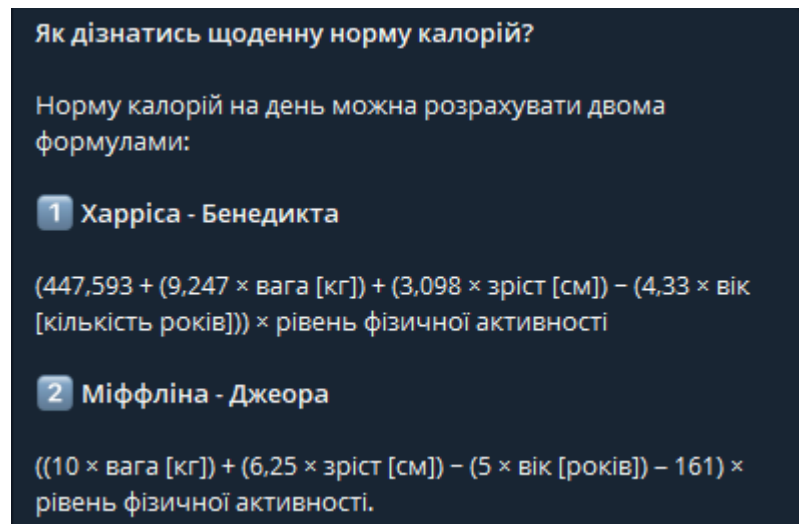 Як дізнатись щоденну норму калорій?
Норму калорій на день можна розрахувати двома
формулами:
1 Харріса - Бенедикта
(447,593 + (9,247 × вага [кг]) + (3,098 × зріст [см]) − (4,33 × вік
[кількість років])) × рівень фізичної активності
2 Міффліна - Джеора
((10 × вага [кг]) + (6,25 × зріст [см]) − (5 × вік [років]) – 161) ×
рівень фізичної активності.